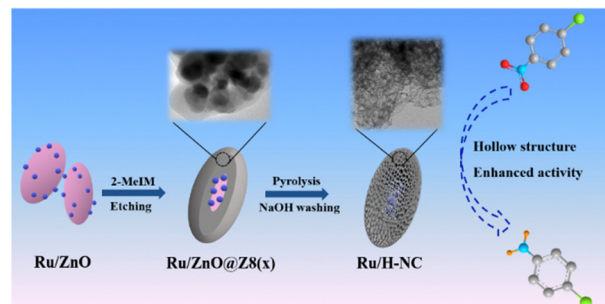 2-MeIM
Etching
Pyrolysis
NaOH washing
Hollow structure
Enhanced activity
Ru/ZnO
Ru/ZnO@Z8(x)
Ru/H-NC